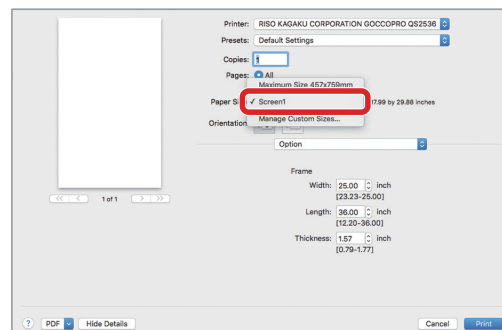 Printer: RISO KAGAKU CORPORATION GOCCOPRO QS2536
Presets: Default Settings
Copies: 1
Pages: All
Maximum Size 457x759mm
Paper Size: ✓ Screen1 17.99 by 29.88 inches
Manage Custom Sizes...
Orientation:
Option
Frame
Width: 25.00 inch
[23.23-25.00]
1 of 1
Length: 36.00 inch
[12.20-36.00]
Thickness: 1.57 inch
[0.79-1.77]
? PDF Hide Details Cancel Print